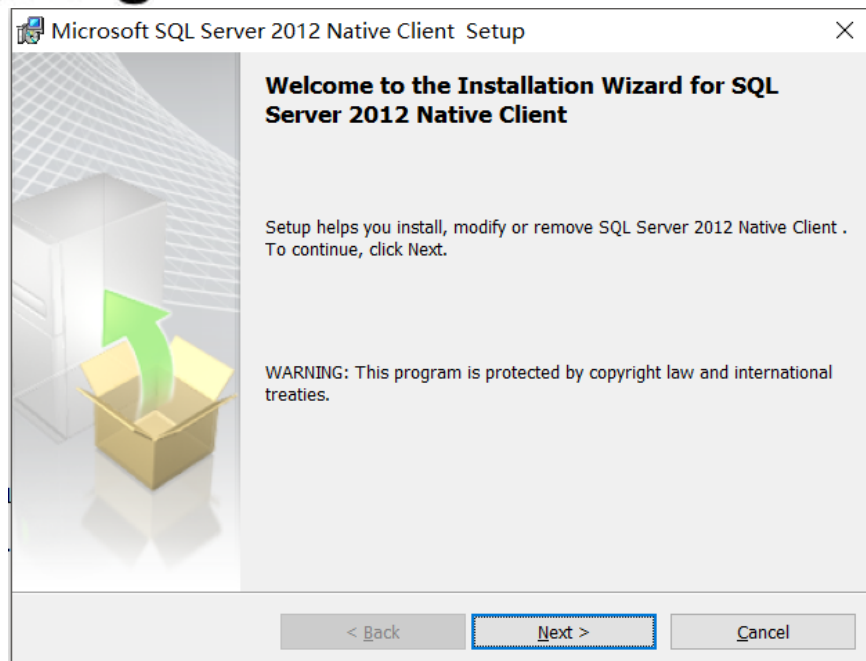 Microsoft SQL Server 2012 Native Client  Setup
Welcome to the Installation Wizard for SQL
Server 2012 Native Client
Setup helps you install, modify or remove SQL Server 2012 Native Client .
To continue, click Next.
WARNING: This program is protected by copyright law and international
treaties.
< Back
Next >
Cancel